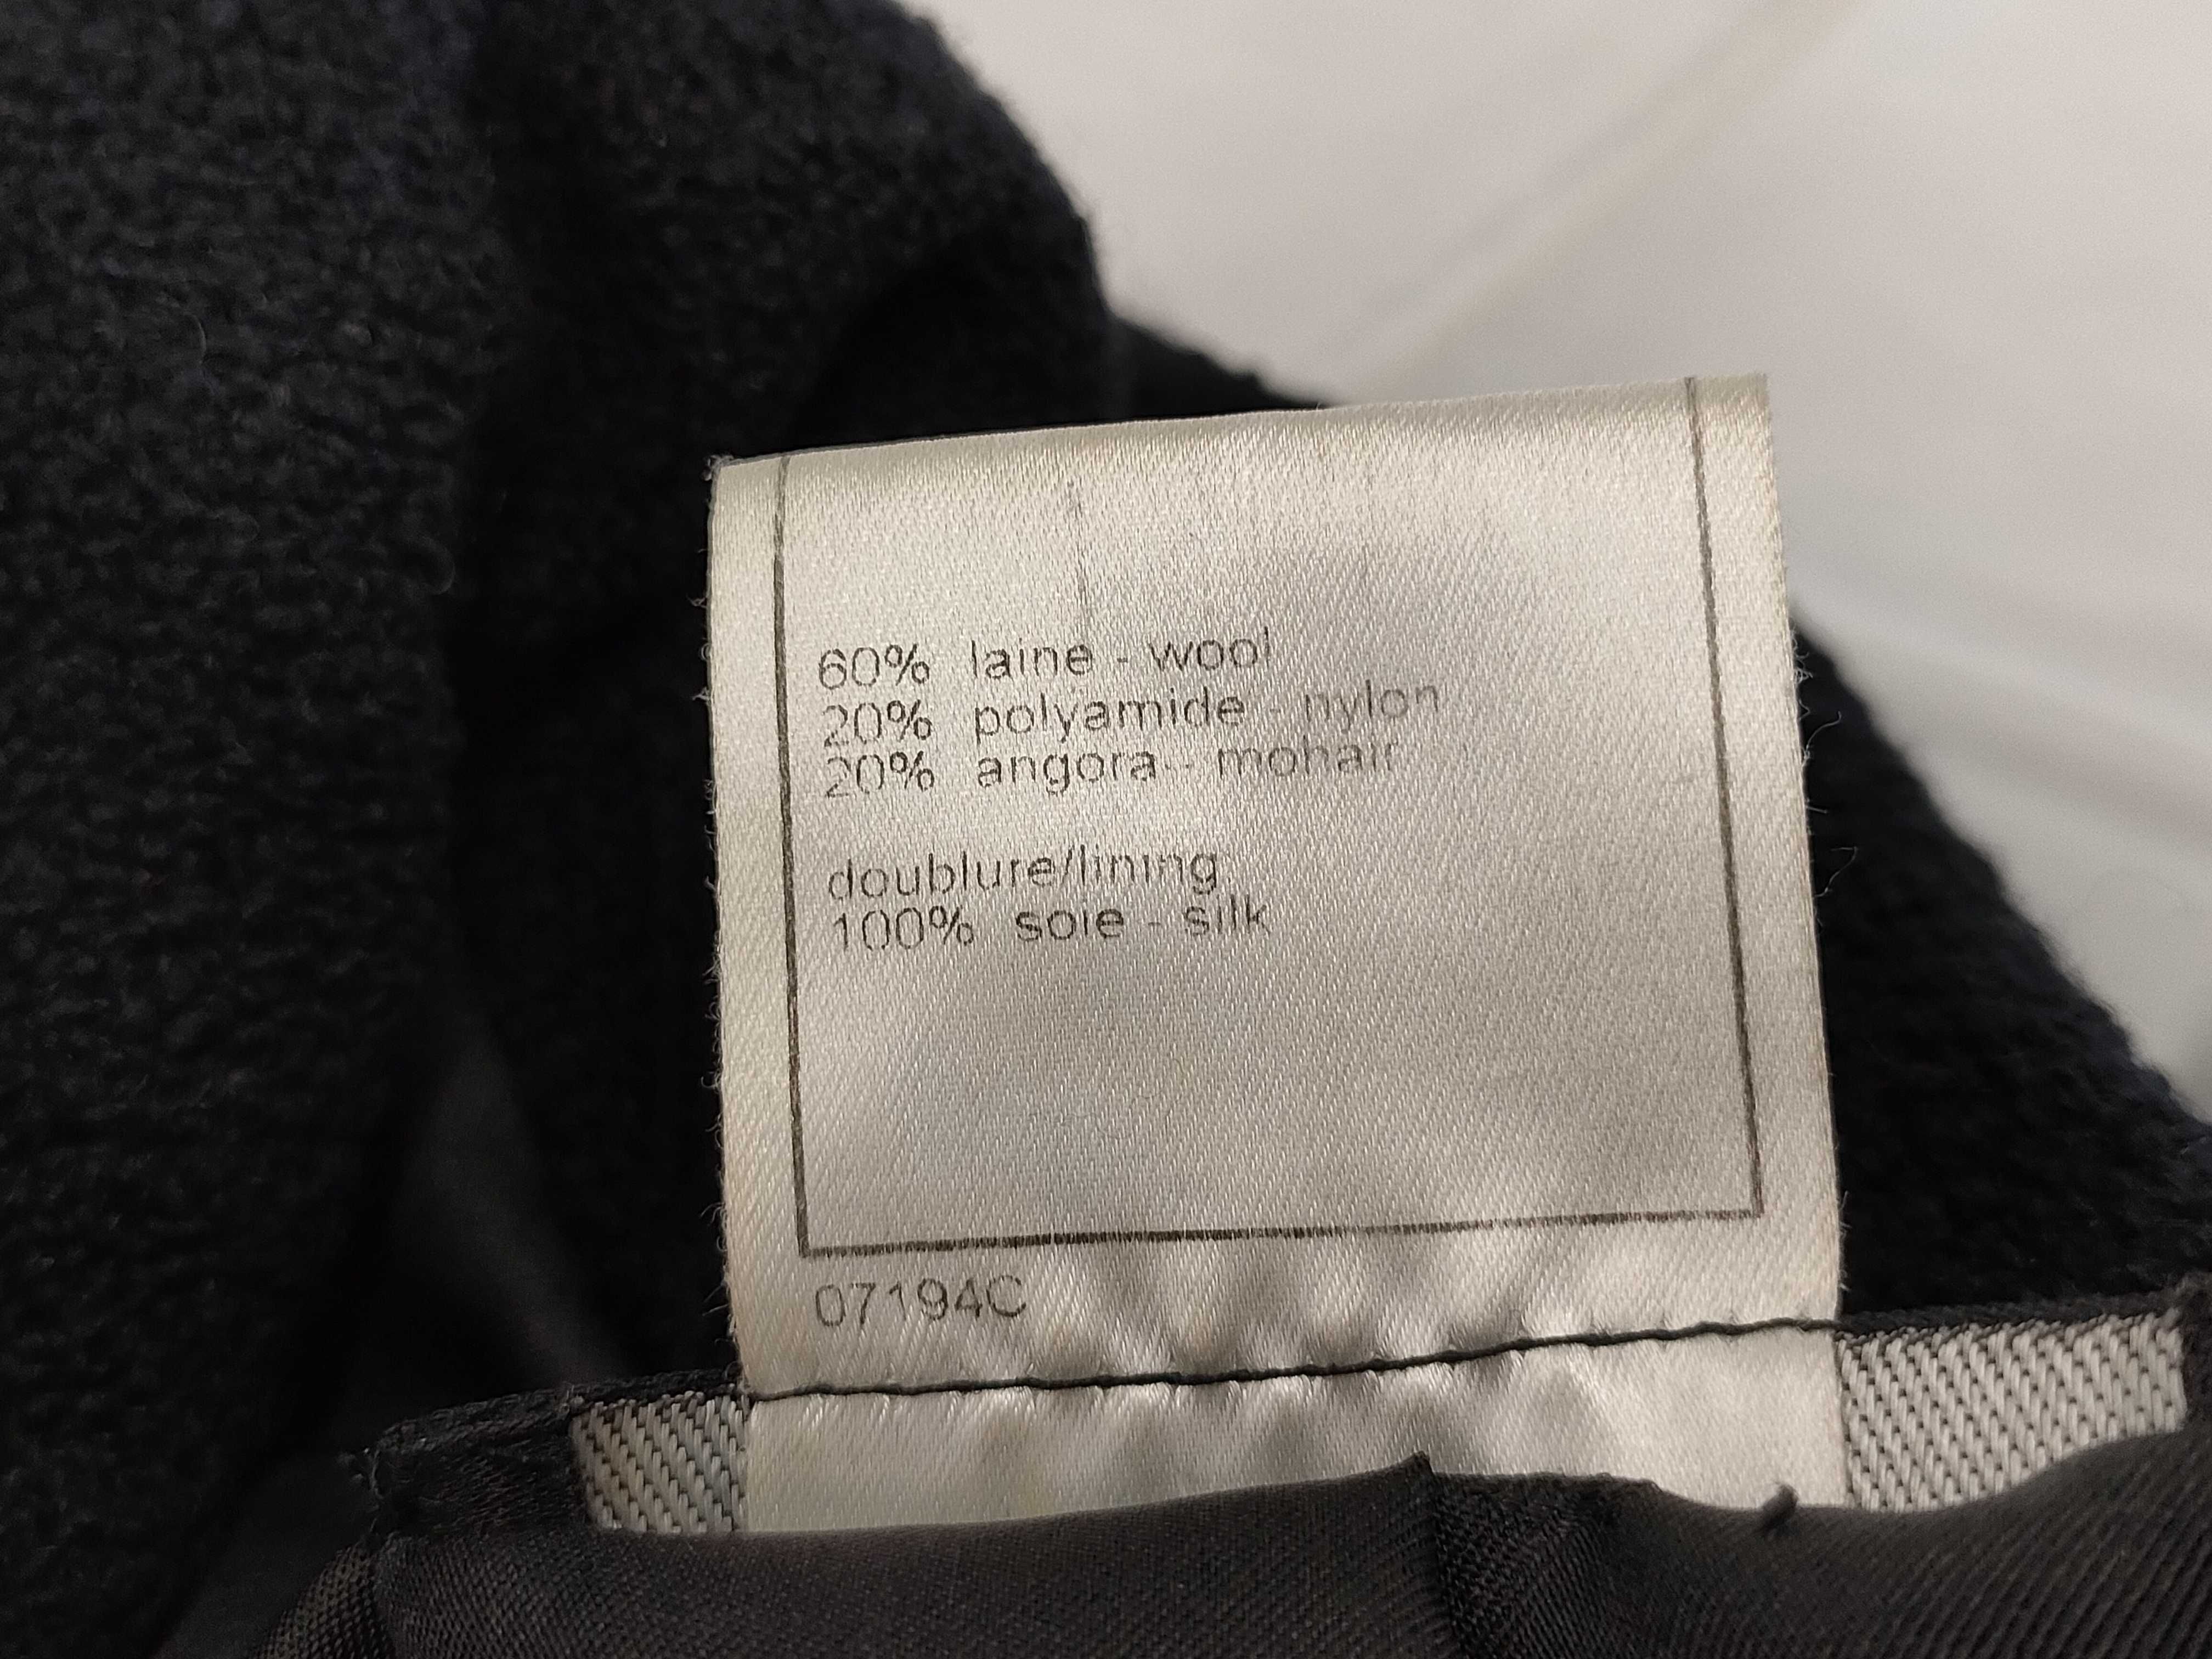 60% laine - wool
20% polyamide - nylon
20% angora - mohair
doublure/lining
100% soie - silk
07194C